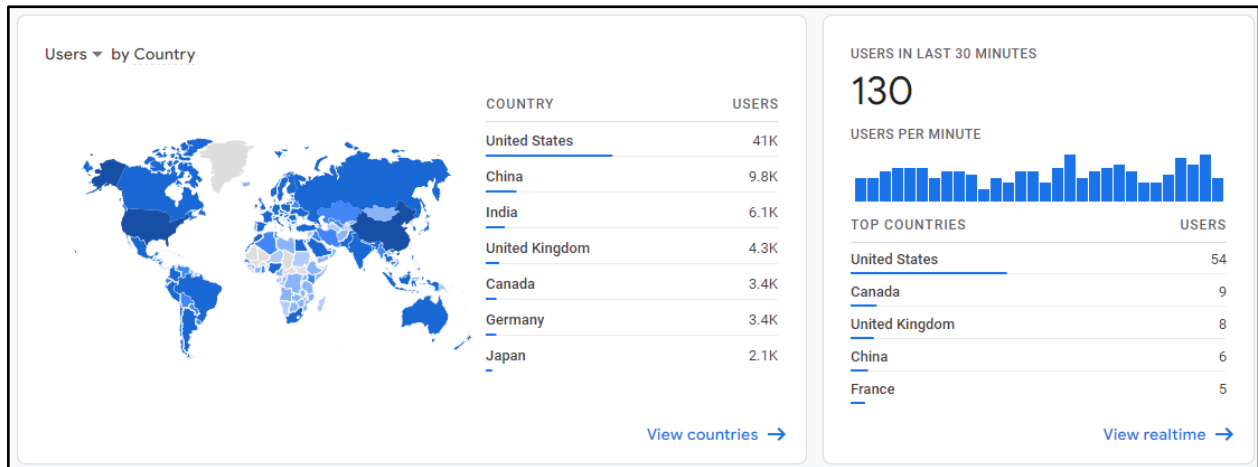 Users by Country
COUNTRY USERS
United States 41K
China 9.8K
India 6.1K
United Kingdom 4.3K
Canada 3.4K
Germany 3.4K
Japan 2.1K
View countries
USERS IN LAST 30 MINUTES
130
USERS PER MINUTE
TOP COUNTRIES USERS
United States 54
Canada 9
United Kingdom 8
China 6
France 5
View realtime